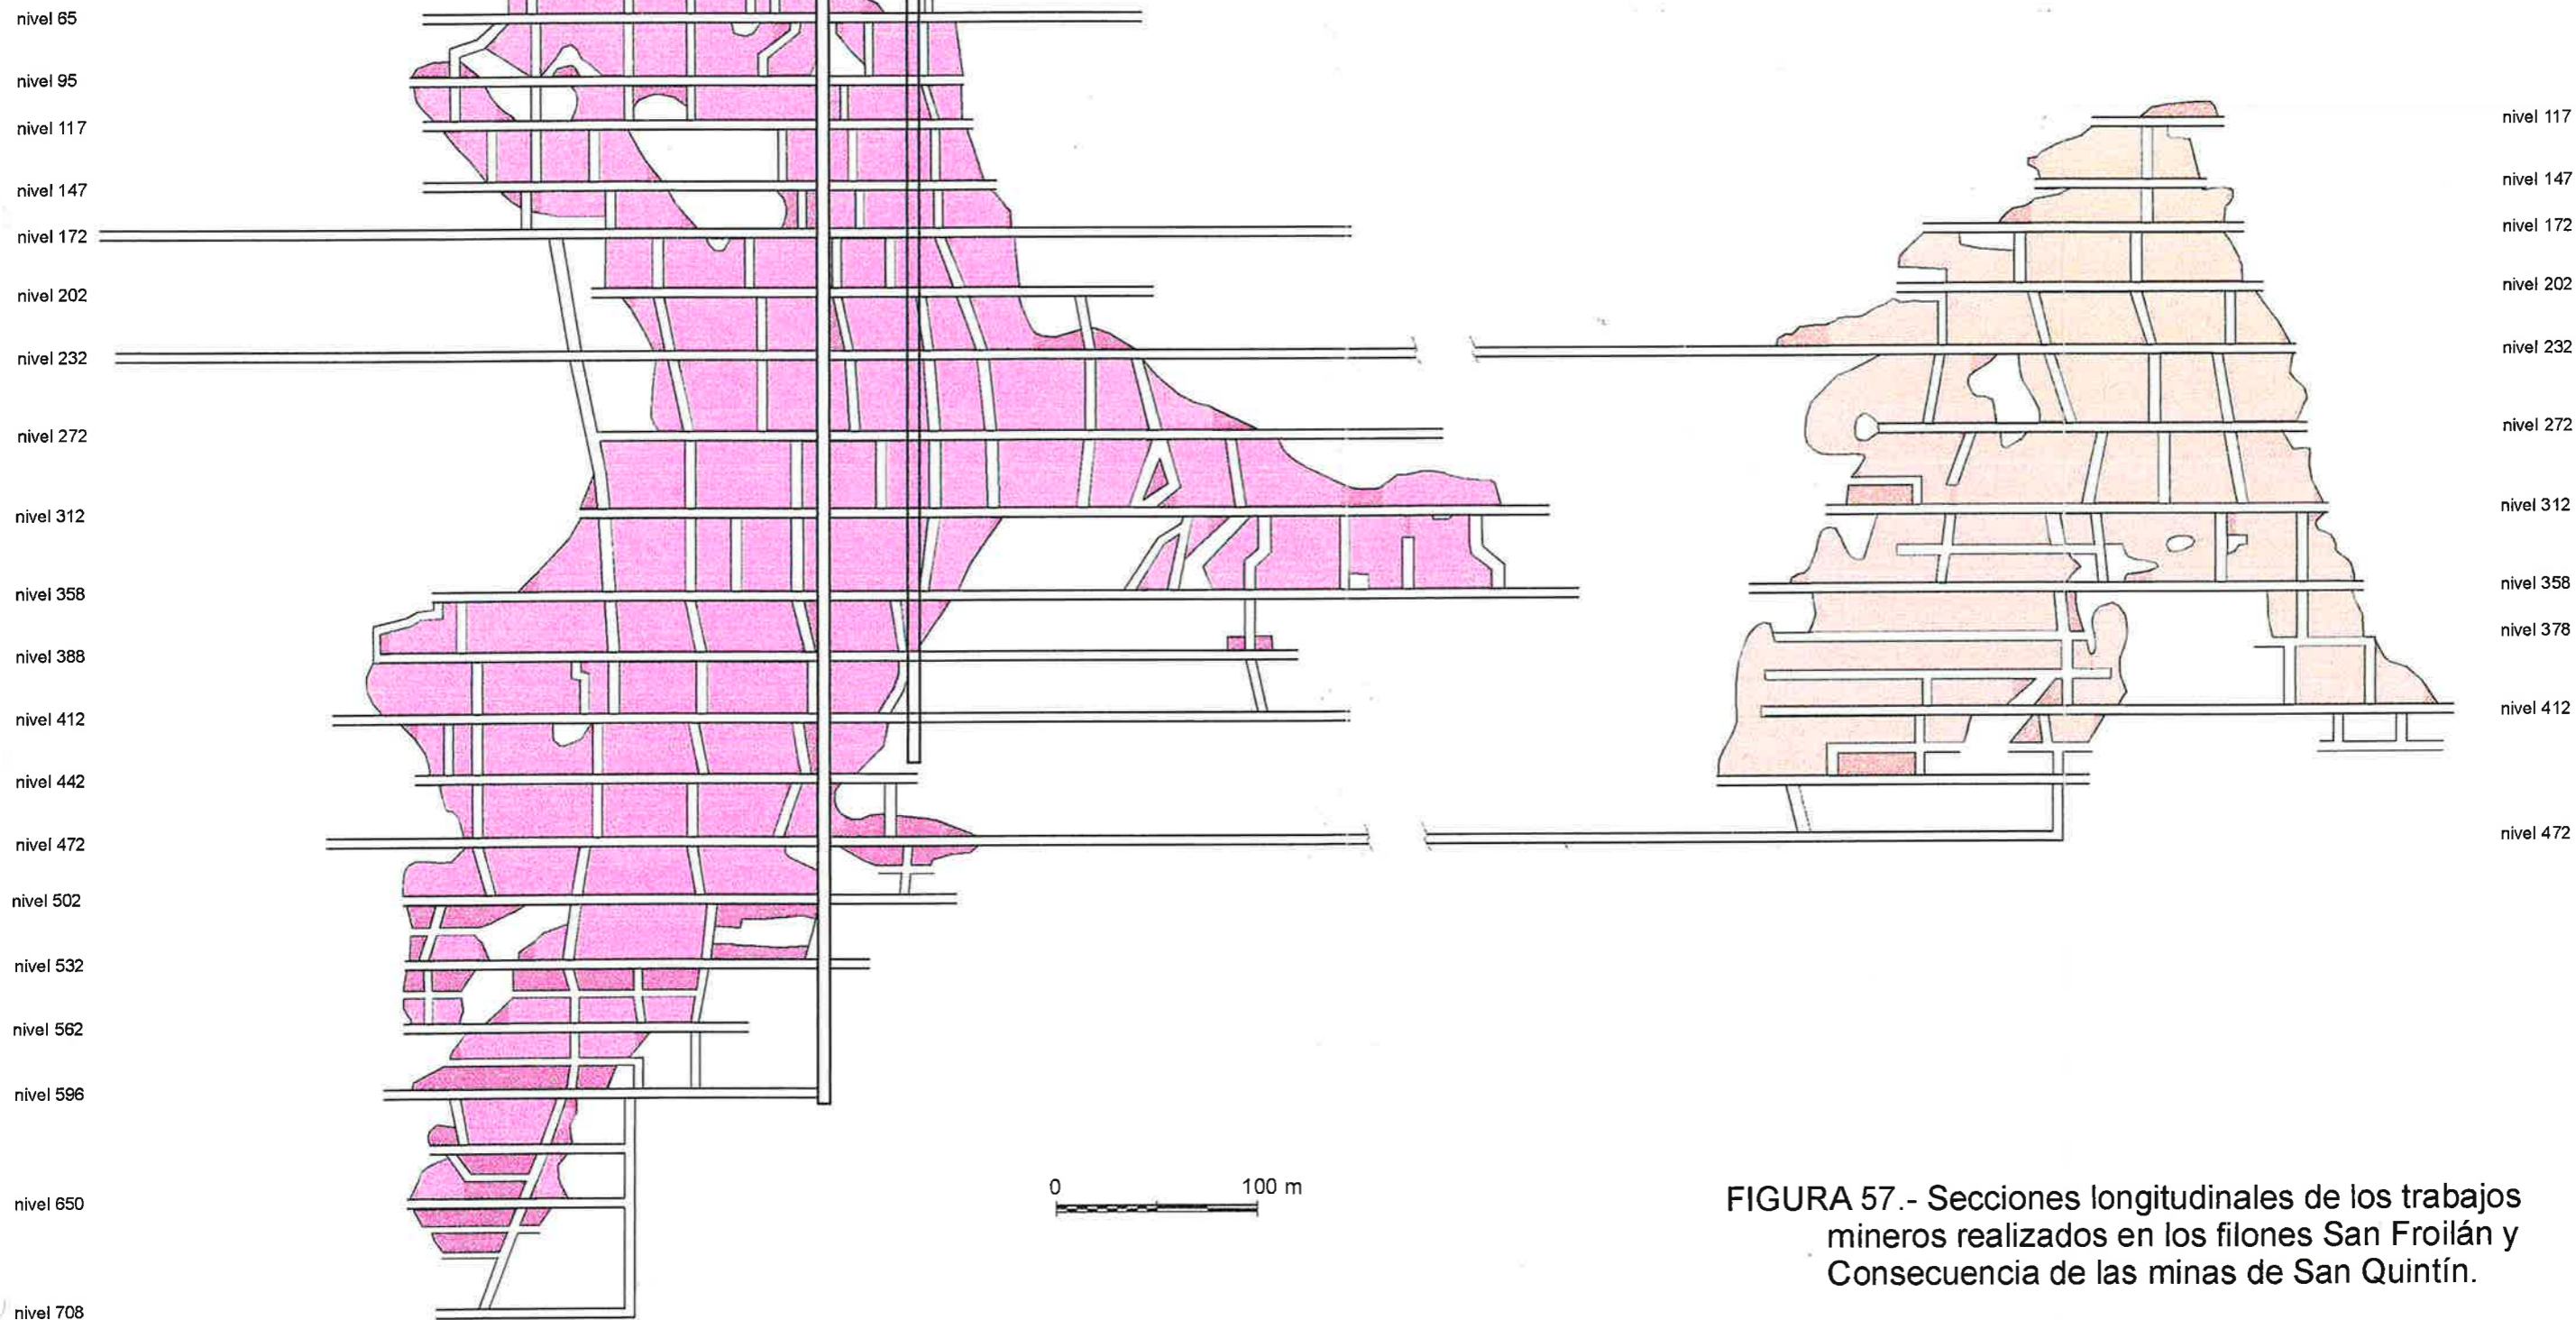 nivel 65
nivel 95
nivel 117
nivel 147
nivel 172
nivel 202
nivel 232
nivel 272
nivel 312
nivel 358
nivel 388
nivel 412
nivel 442
nivel 472
nivel 502
nivel 532
nivel 562
nivel 596
nivel 650
nivel 708
nivel 117
nivel 147
nivel 172
nivel 202
nivel 232
nivel 272
nivel 312
nivel 358
nivel 378
nivel 412
nivel 472
0 100 m
FIGURA 57.- Secciones longitudinales de los trabajos
mineros realizados en los filones San Froilán y
Consecuencia de las minas de San Quintín.